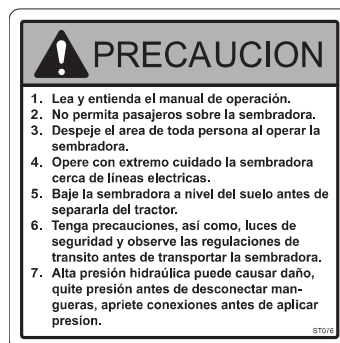 PRECAUCION
1. Lea y entienda el manual de operación.
2. No permita pasajeros sobre la sembradora.
3. Despeje el area de toda persona al operar la
sembradora.
4. Opere con extremo cuidado la sembradora
cerca de líneas electricas.
5. Baje la sembradora a nivel del suelo antes de
separarla del tractor.
6. Tenga precauciones, así como, luces de
seguridad y observe las regulaciones de
transito antes de transportar la sembradora.
7. Alta presión hidraúlica puede causar daño,
quite presión antes de desconectar man-
gueras, apriete conexiones antes de aplicar
presíon.
ST076